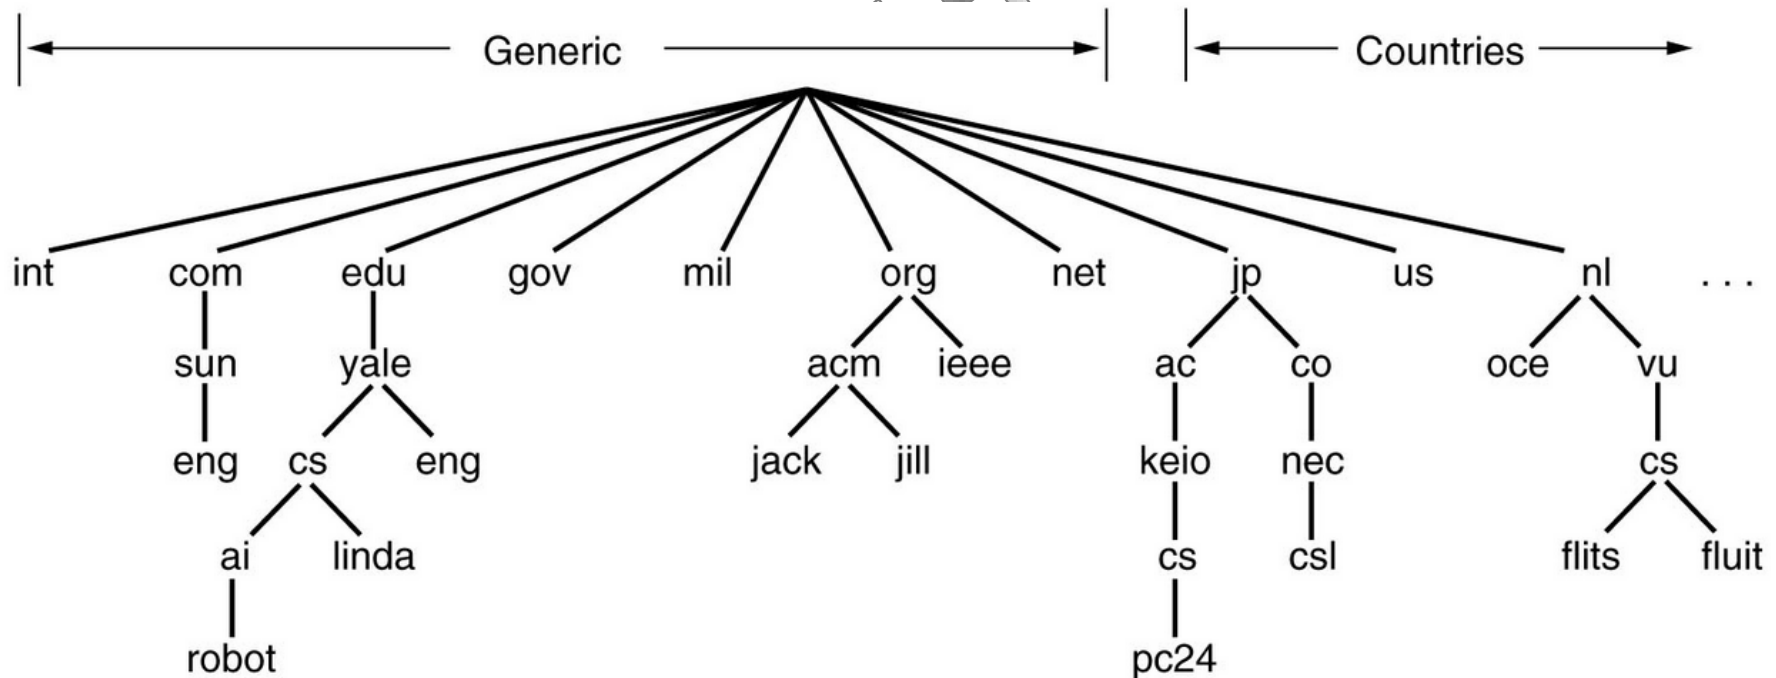 Generic Countries
int com edu gov mil org net jp us nl . . .
sun yale acm ieee ac co oce vu
eng cs eng jack jill keio nec cs
ai linda cs csl flits fluit
robot pc24